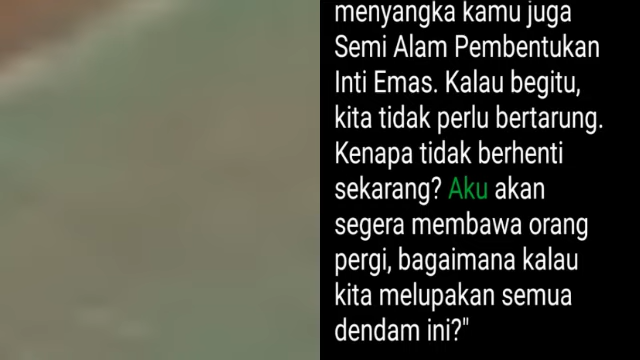 menyangka kamu juga
Semi Alam Pembentukan
Inti Emas. Kalau begitu,
kita tidak perlu bertarung.
Kenapa tidak berhenti
sekarang? Aku akan
segera membawa orang
pergi, bagaimana kalau
kita melupakan semua
dendam ini?"